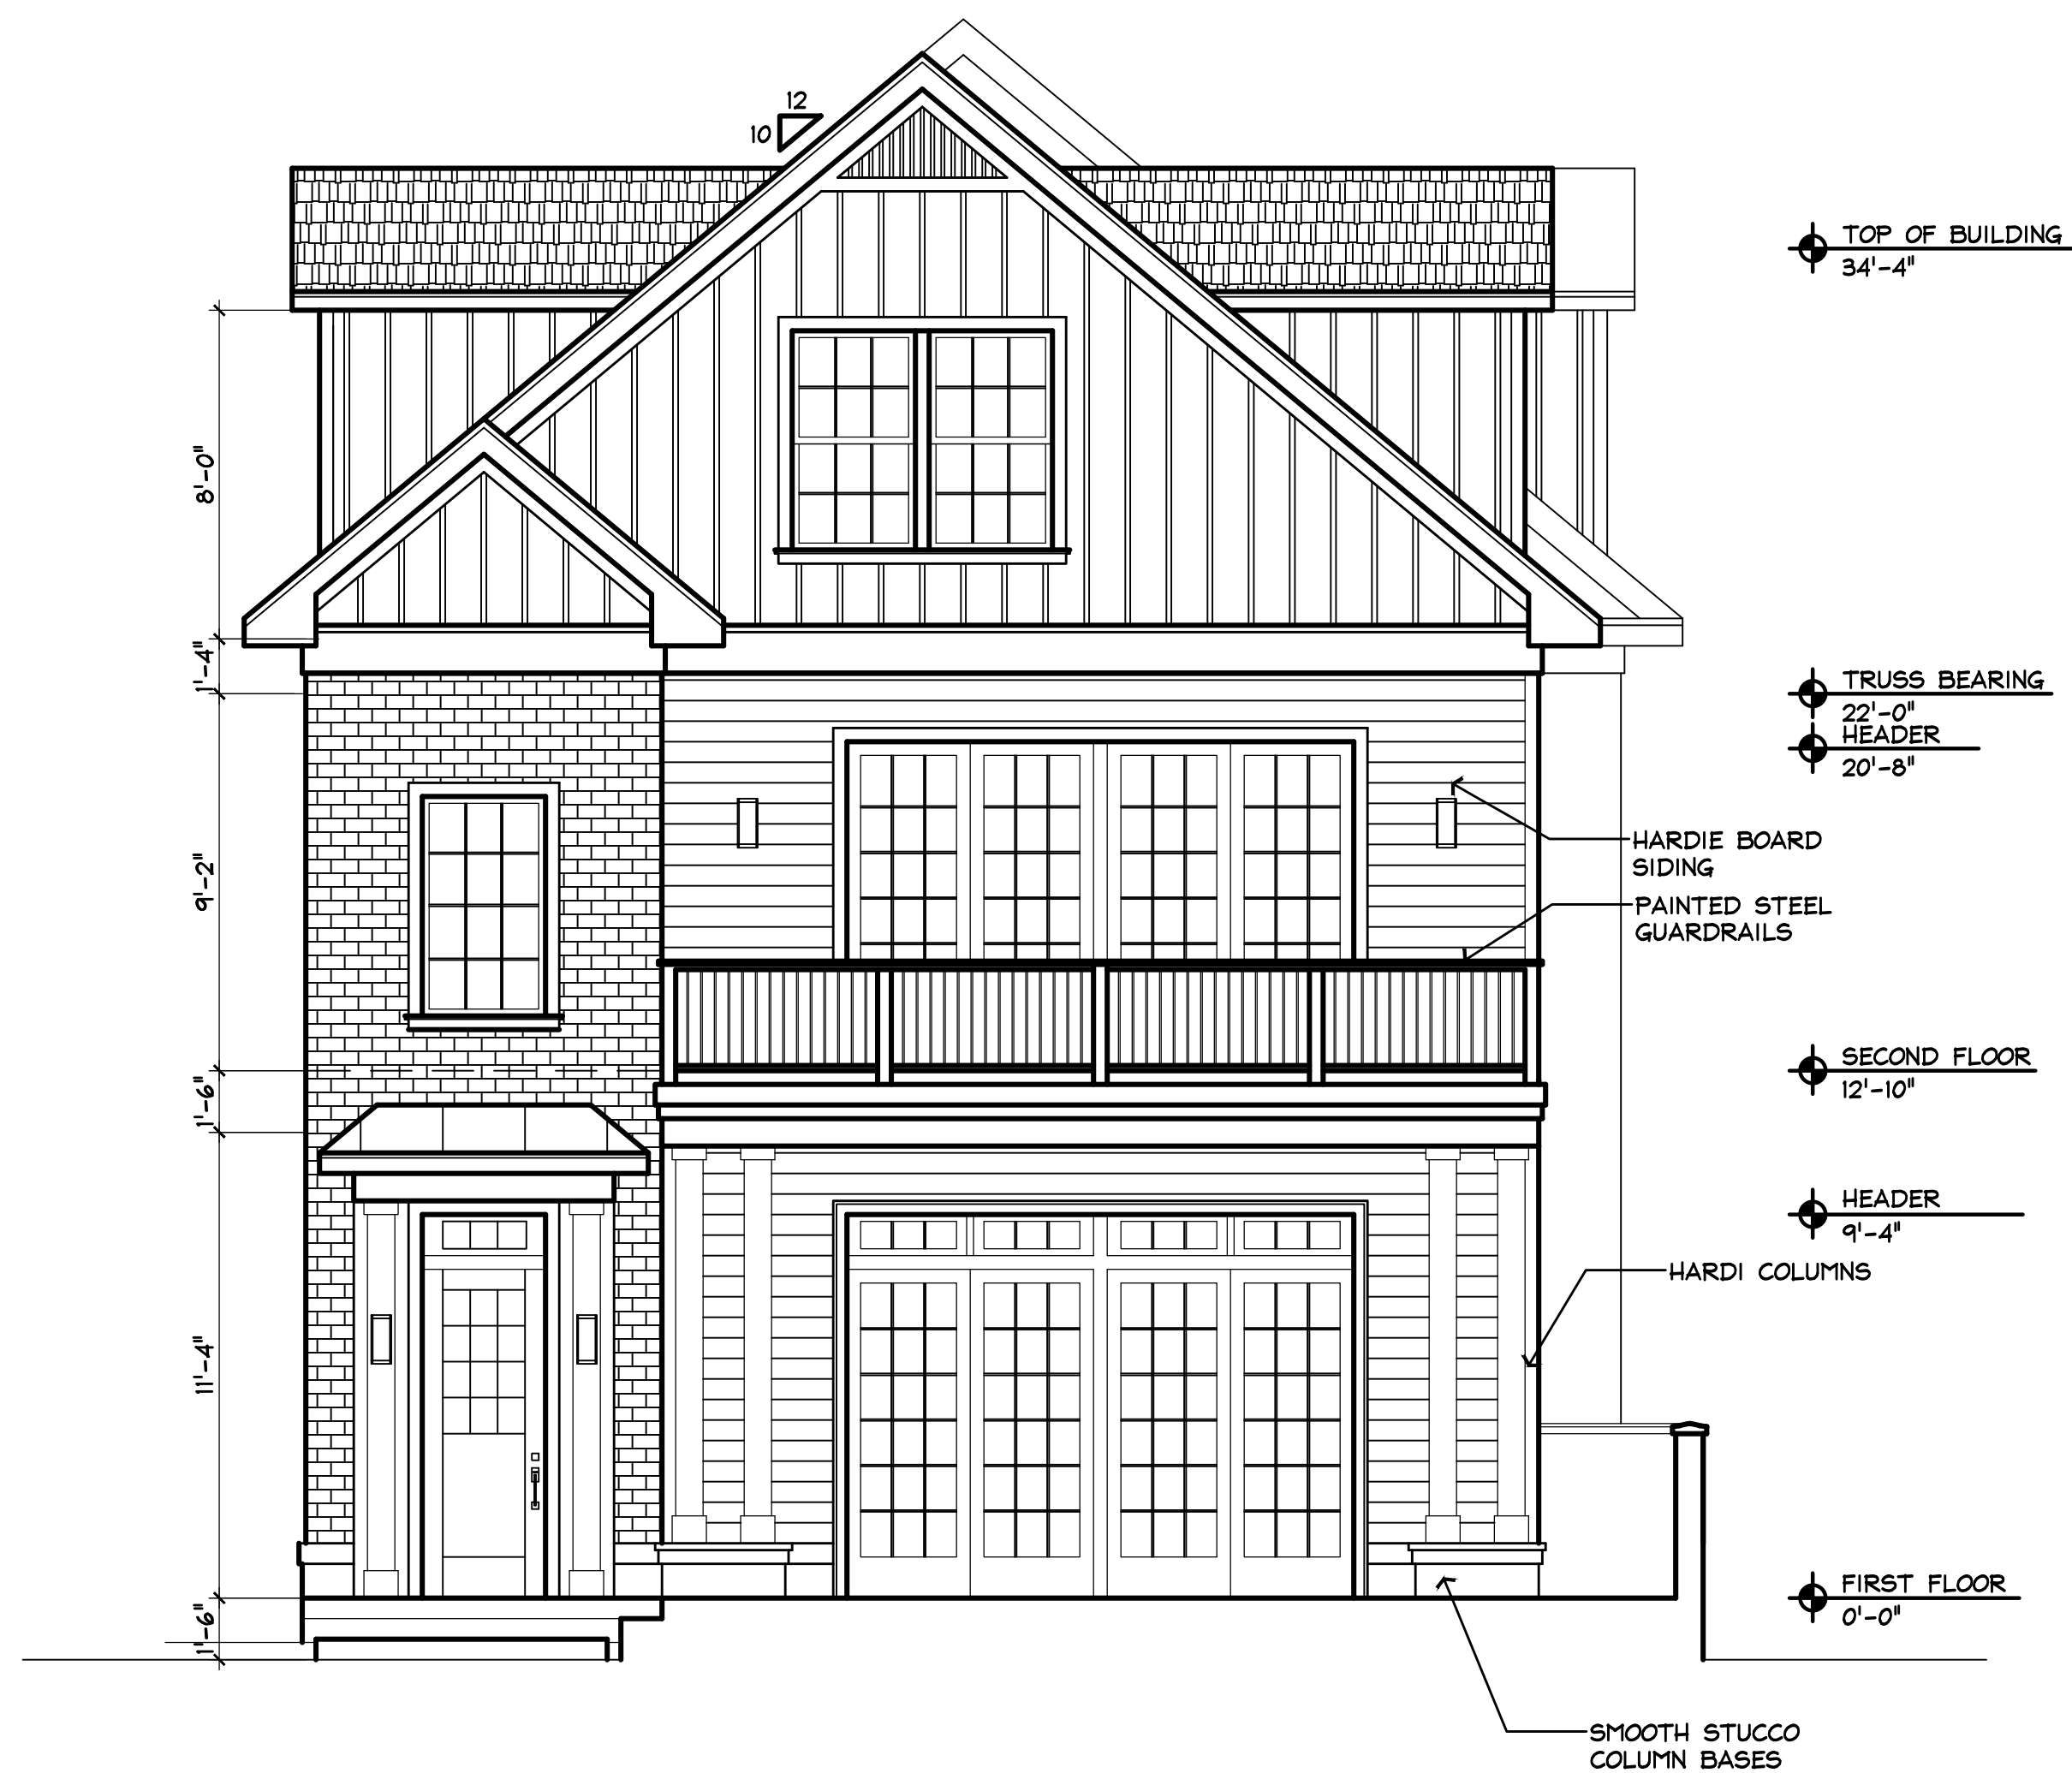 12
10
TOP OF BUILDING
34'-4"
8'-0"
1'-4"
TRUSS BEARING
22'-0"
HEADER
20'-8"
HARDIE BOARD
SIDING
9'-2"
PAINTED STEEL
GUARDRAILS
SECOND FLOOR
12'-10"
1'-6"
HEADER
9'-4"
HARDI COLUMNS
11'-4"
FIRST FLOOR
0'-0"
1'-6"
SMOOTH STUCCO
COLUMN BASES